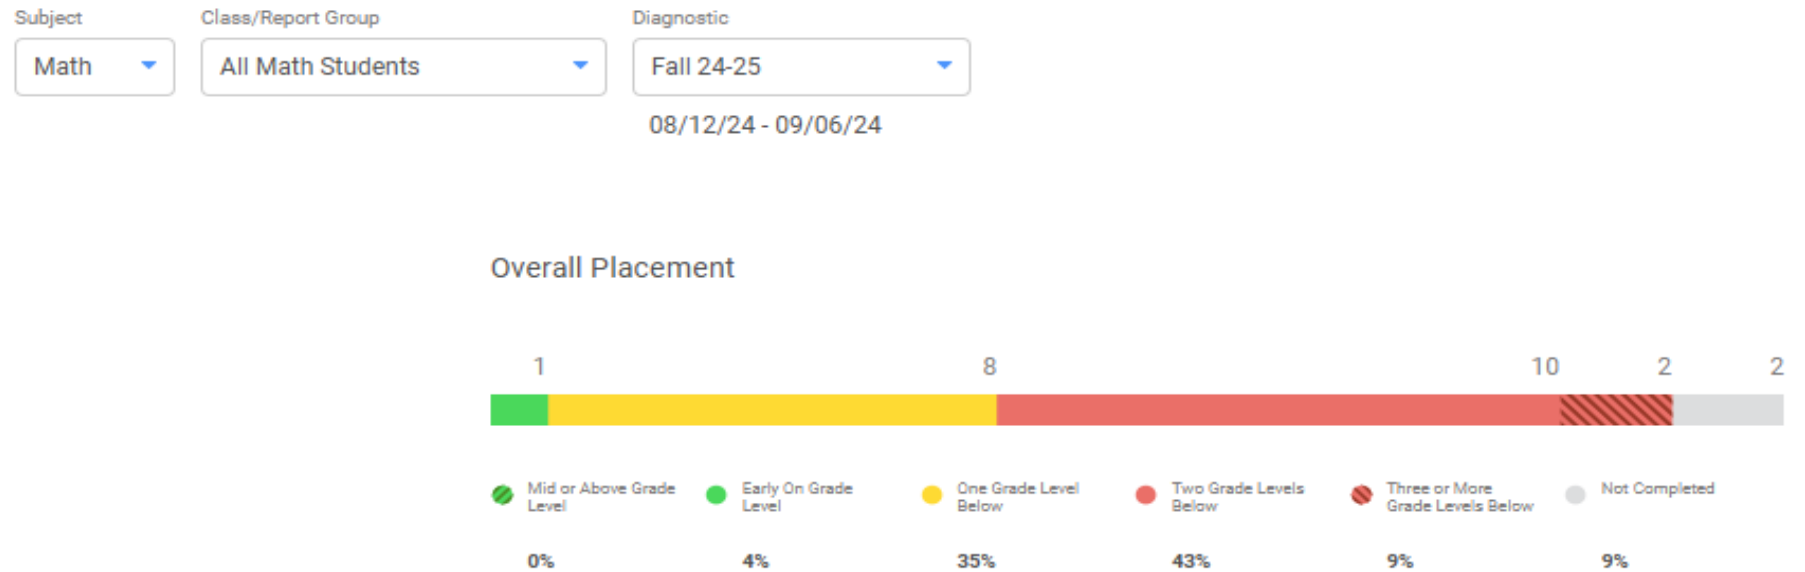 Subject Class/Report Group Diagnostic
Math All Math Students Fall 24-25
08/12/24 - 09/06/24
Overall Placement
1 8 10 2 2
Mid or Above Grade Level
Early On Grade Level
One Grade Level Below
Two Grade Levels Below
Three or More Grade Levels Below
Not Completed
0% 4% 35% 43% 9% 9%